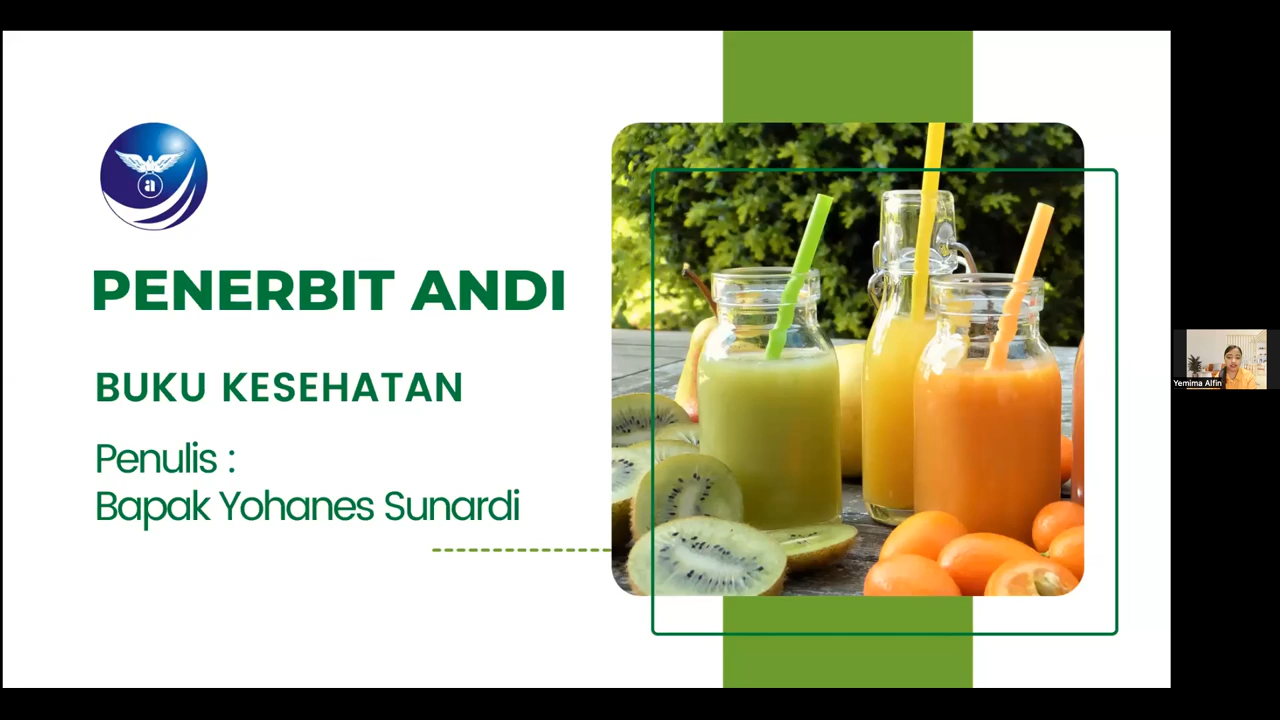 a
PENERBIT ANDI
BUKU KESEHATAN
Penulis :
Bapak Yohanes Sunardi
Yemima Alfin